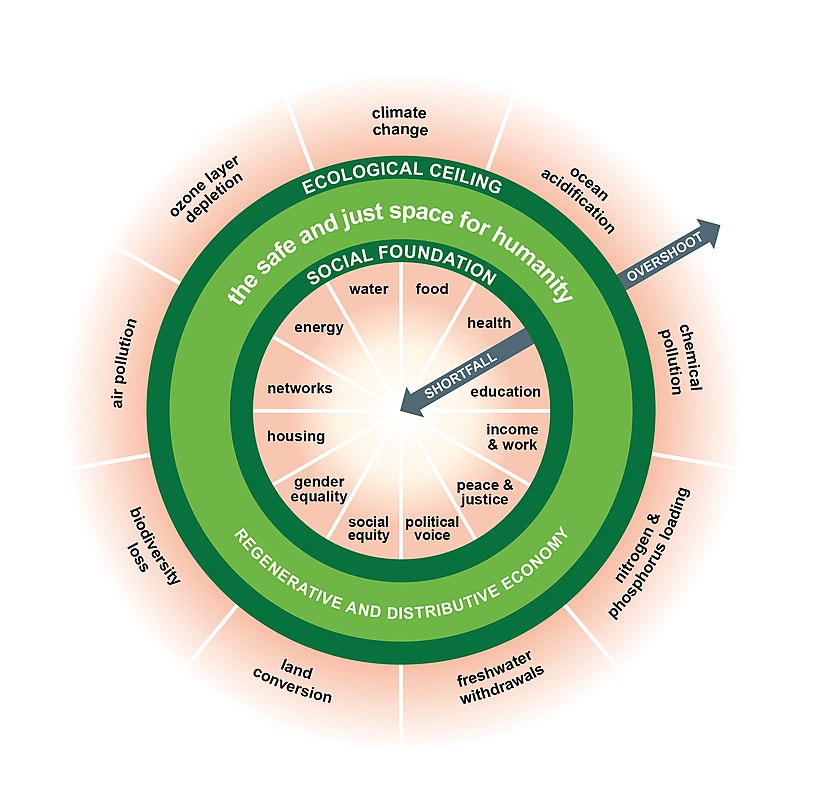 climate
change
ozone layer
depletion
ocean
acidification
ECOLOGICAL CEILING
the safe and just space for humanity
OVERSHOOT
SOCIAL FOUNDATION
water
food
energy
health
air pollution
chemical
pollution
SHORTFALL
networks
education
housing
income
& work
gender
equality
peace &
justice
social
equity
political
voice
biodiversity
loss
nitrogen &
phosphorus loading
REGENERATIVE AND DISTRIBUTIVE ECONOMY
land
conversion
freshwater
withdrawals